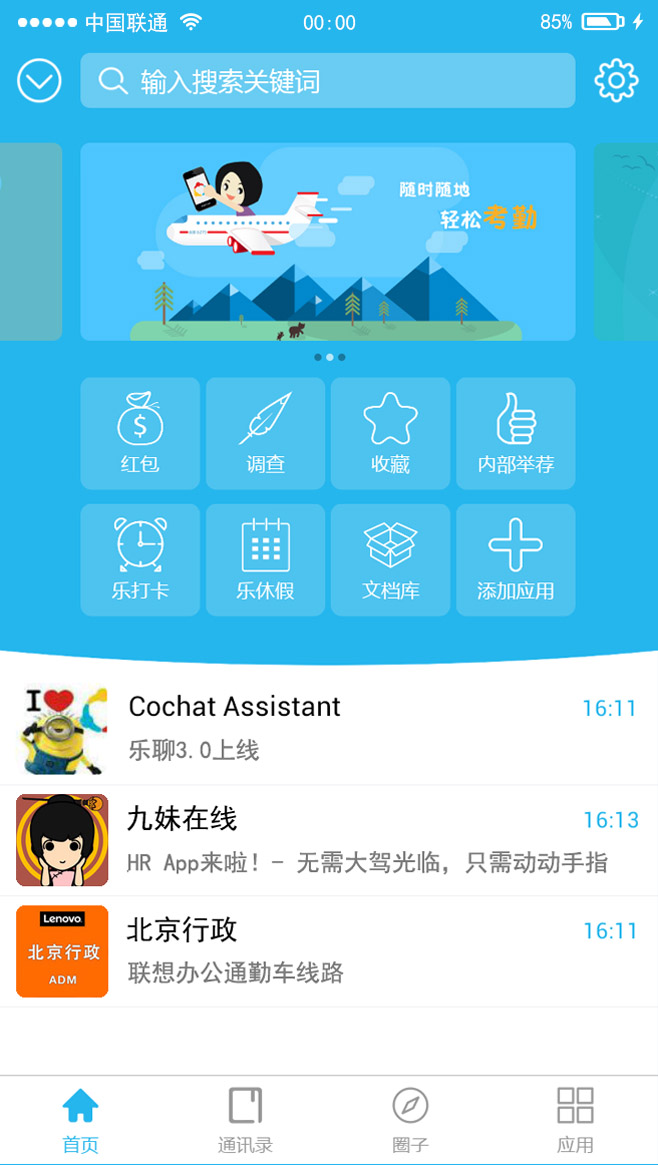 中国联通 00:00 85%
输入搜索关键词
随时随地
轻松考勤
红包 调查 收藏 内部举荐
乐打卡 乐休假 文档库 添加应用
I
Cochat Assistant 16:11
乐聊3.0上线
九妹在线 16:13
HR App来啦！- 无需大驾光临，只需动动手指
Lenovo
北京行政
ADM
北京行政 16:11
联想办公通勤车线路
首页 通讯录 圈子 应用